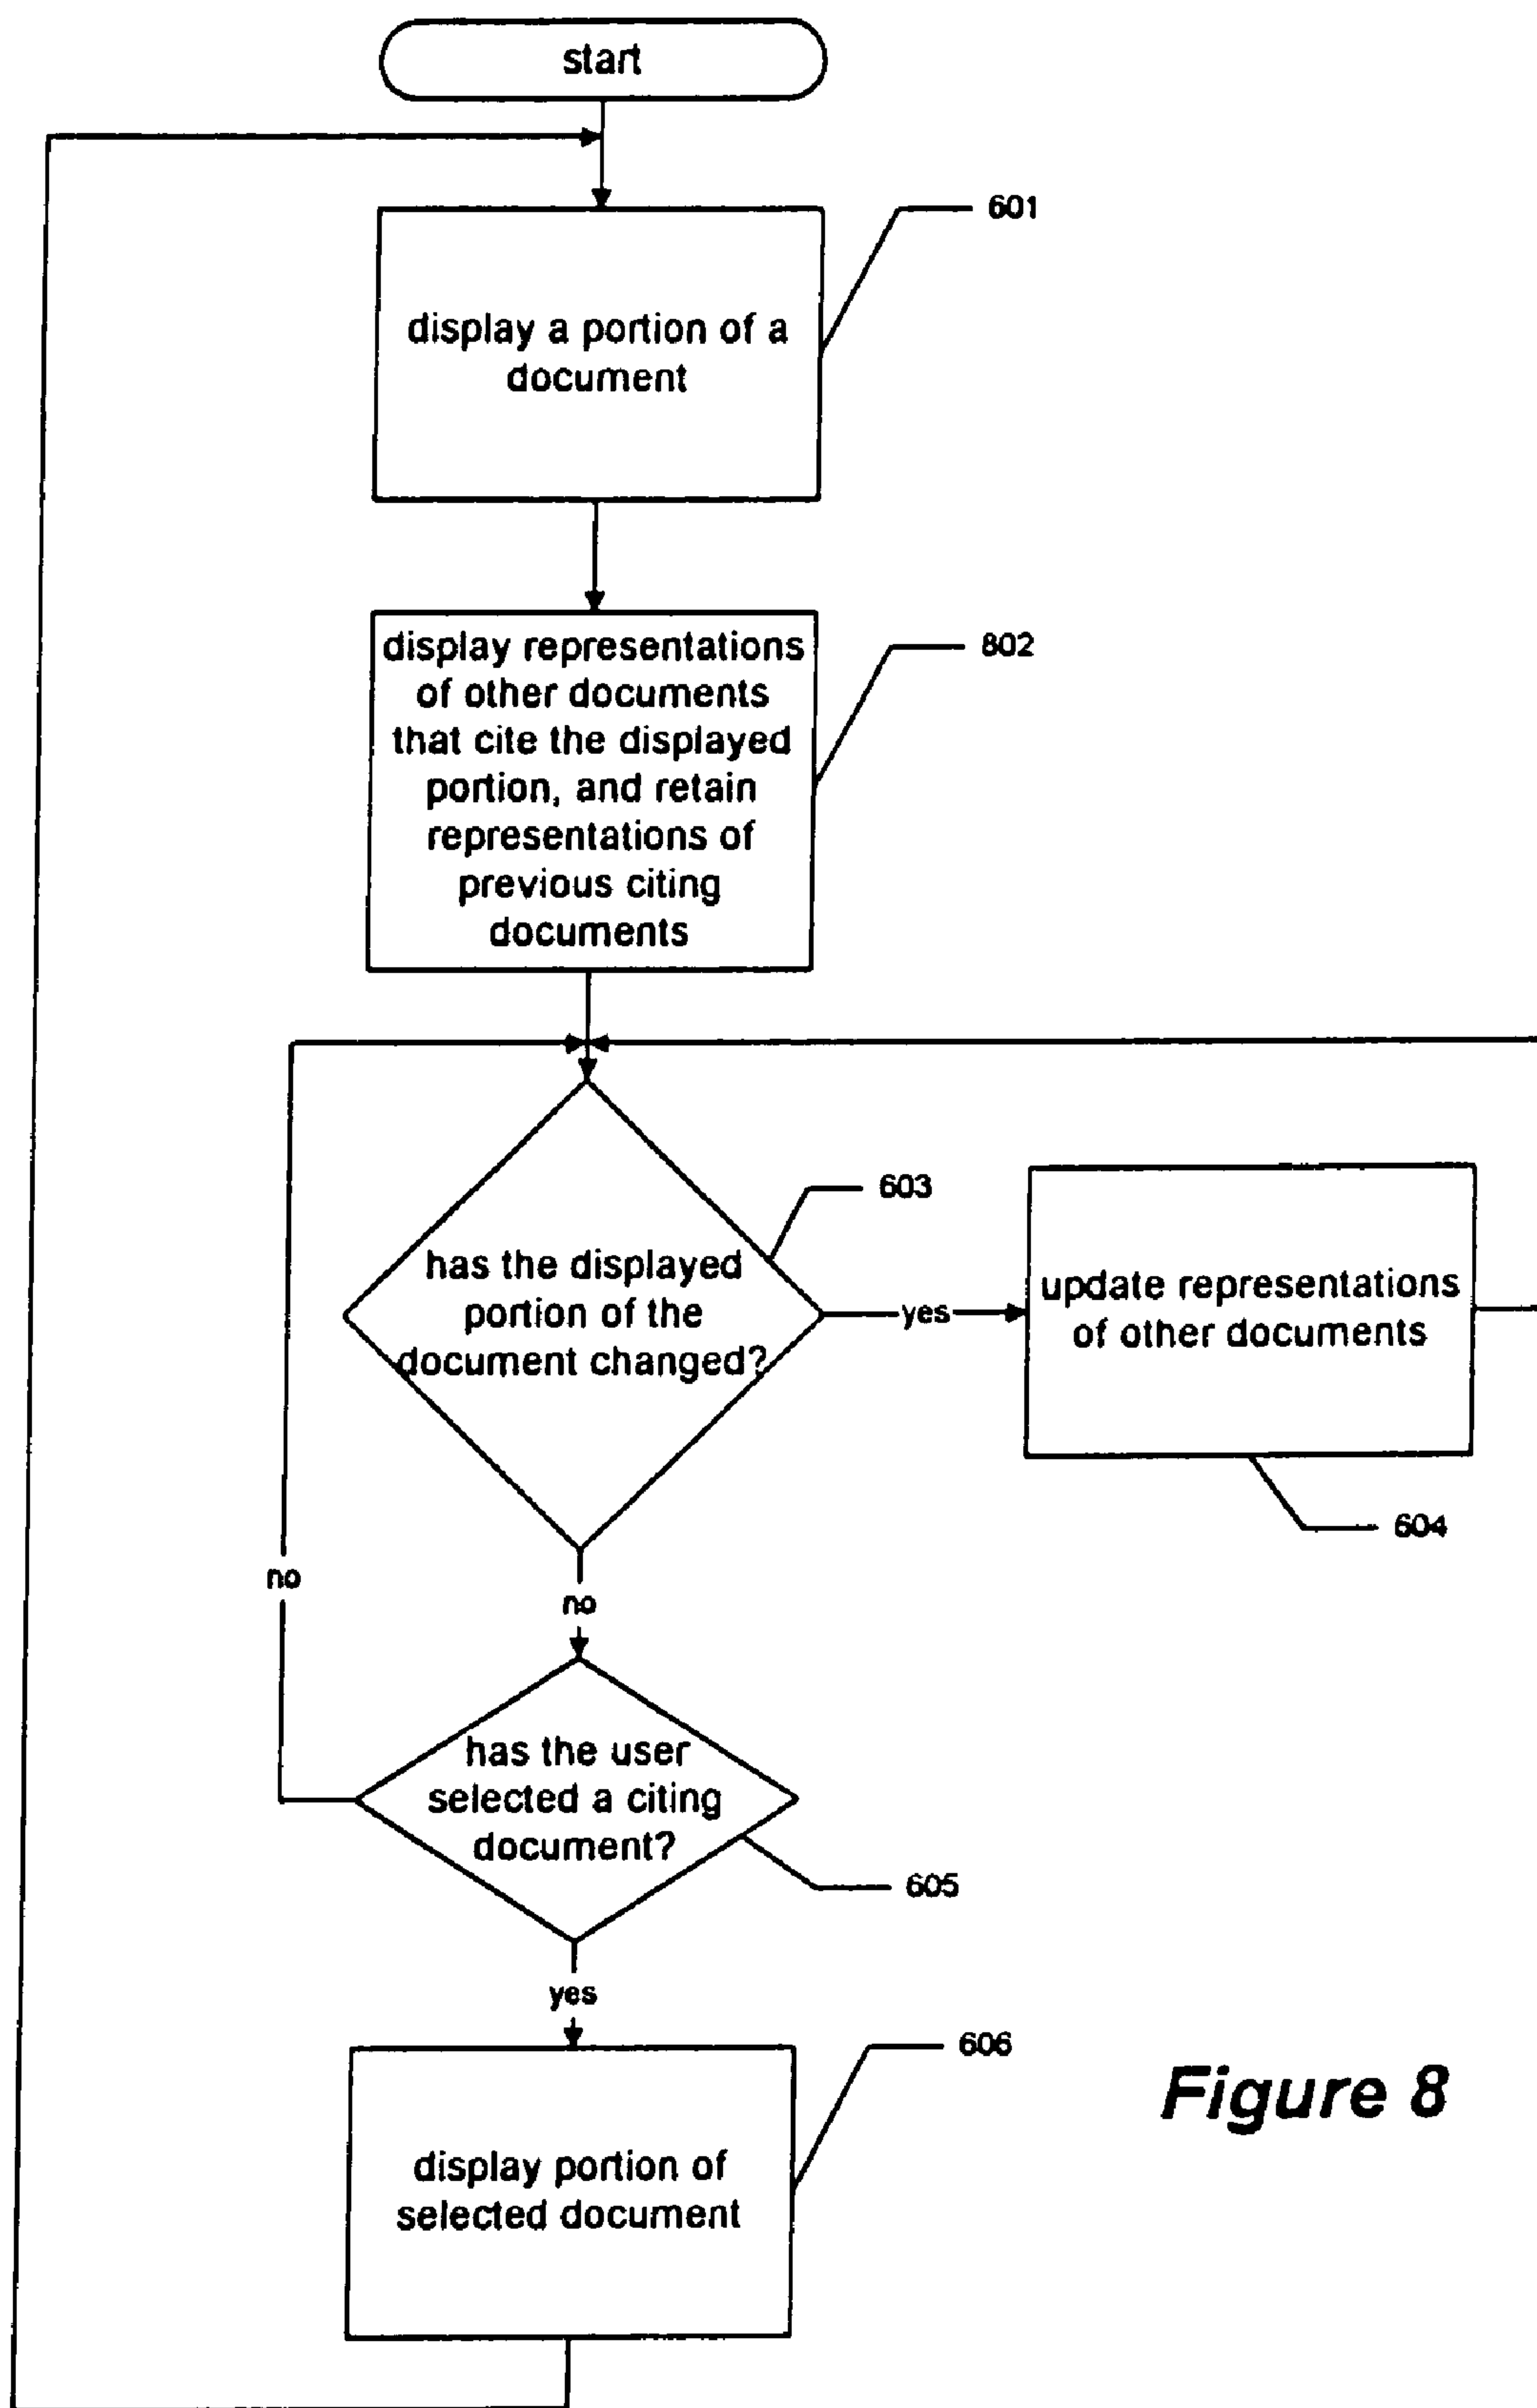 start
601
display a portion of a
document
802
display representations
of other documents
that cite the displayed
portion, and retain
representations of
previous citing
documents
603
has the displayed
portion of the
document changed?
yes
update representations
of other documents
604
no
no
has the user
selected a citing
document?
605
yes
606
display portion of
selected document
Figure 8